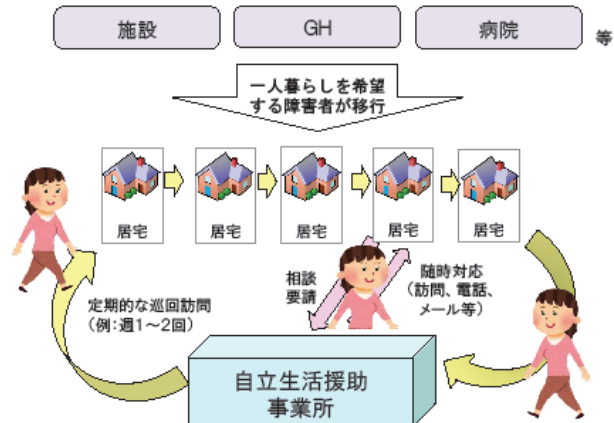 施設
GH
病院
等
一人暮らしを希望
する障害者が移行
居宅
居宅
居宅
居宅
居宅
定期的な巡回訪問
（例：週1～2回）
相談
要請
随時対応
（訪問、電話、
メール等）
自立生活援助
事業所